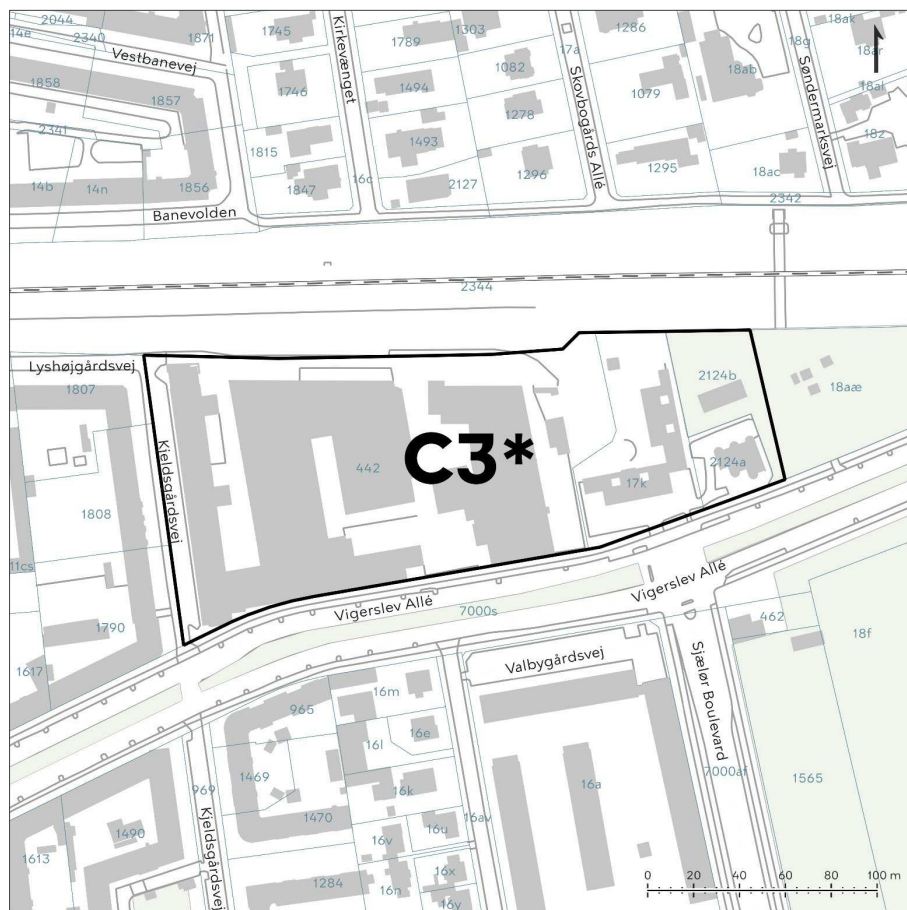 2044
14e
2340
1871
Vestbanevej
1858
1857
2341
14b
14n
1856
Banevolden
1745
1746
1815
1847
Kirkevænget
16c
1789
1303
1494
1082
1278
1493
2127
1296
17a
Skovbogårds Allé
1286
1079
18ab
1295
18ac
18g
Søndermarksvej
18ak
18ar
18al
18z
2342
2344
Lyshøjgårdsvej
1807
Kjeldsgårdsvej
442
C3*
2124b
2124a
17k
18aæ
1808
11cs
1790
1617
Vigerslev Allé
7000s
Vigerslev Allé
462
18f
Valbygårdsvej
Sjælør Boulevard
7000af
1565
965
16m
16e
16l
1469
16k
1470
16v
16u
16av
16a
969
Kjeldsgårdsvej
1490
1613
1284
16n
16x
16y
0 20 40 60 80 100 m